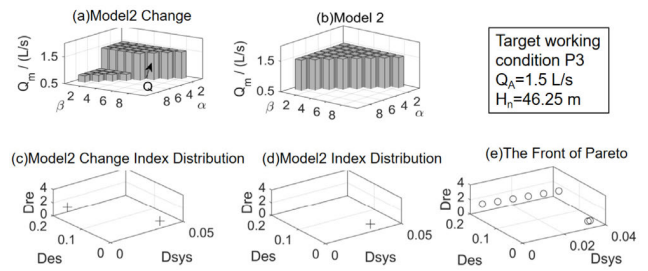 (a)Model2 Change
(b)Model 2
Target working
condition P3
Q_A=1.5 L/s
H_n=46.25 m
Q_m / (L/s)
1.5
0.5
β
2 4 6 8
Q
8 6 4 2
α
Q_m / (L/s)
1.5
0.5
β
2 4 6 8
8 6 4 2
α
(c)Model2 Change Index Distribution
(d)Model2 Index Distribution
(e)The Front of Pareto
Dre
4
2
0
0.2
0.1
0
Des
0
0.05
Dsys
Dre
4
2
0
0.2
0.1
0
Des
0
0.05
Dsys
Dre
4
2
0
0.2
0.1
0
Des
0
0.02
0.04
Dsys